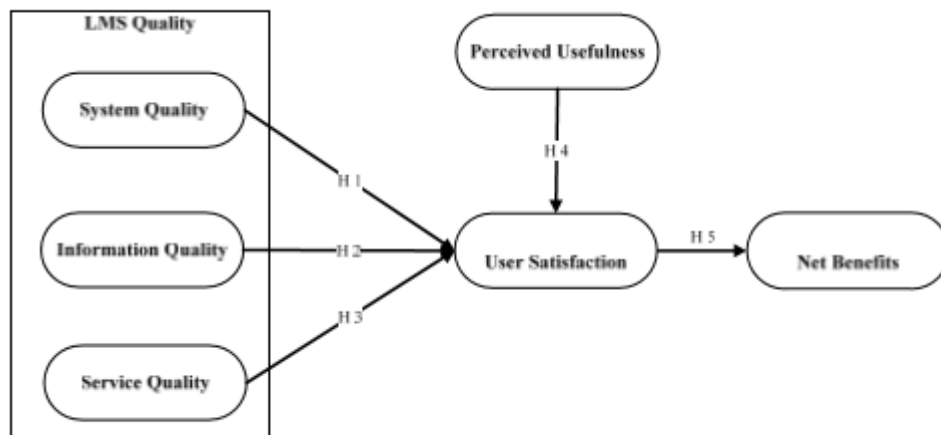 LMS Quality
Perceived Usefulness
System Quality
H 4
H 1
Information Quality
H 2
User Satisfaction
H 5
Net Benefits
H 3
Service Quality